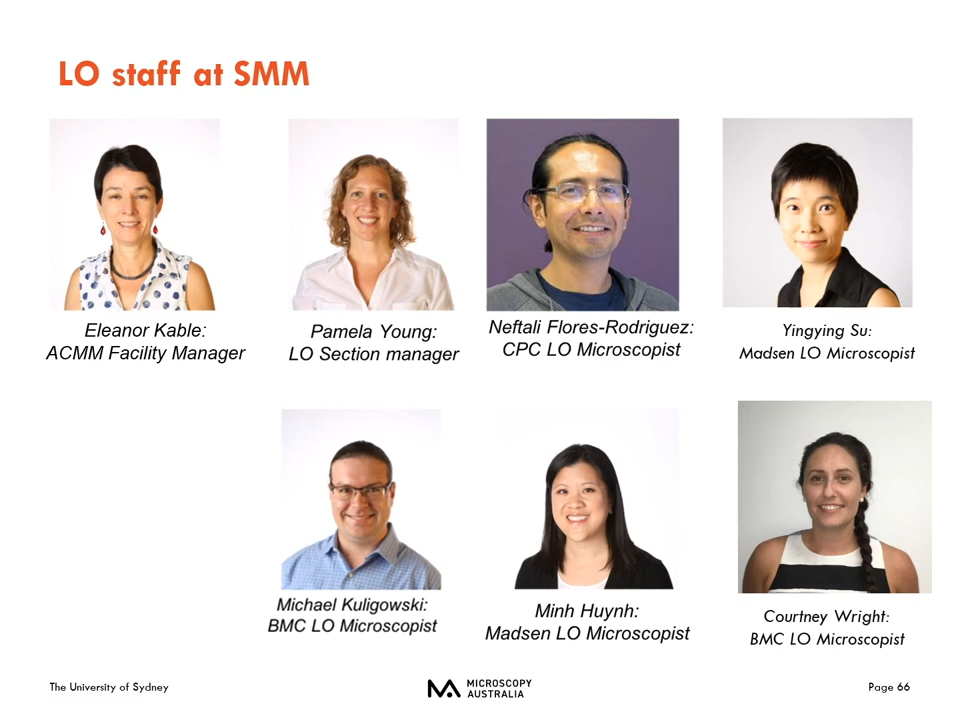 LO staff at SMM
Eleanor Kable:
ACMM Facility Manager
Pamela Young:
LO Section manager
Neftali Flores-Rodriguez:
CPC LO Microscopist
Yingying Su:
Madsen LO Microscopist
Michael Kuligowski:
BMC LO Microscopist
Minh Huynh:
Madsen LO Microscopist
Courtney Wright:
BMC LO Microscopist
The University of Sydney
MICROSCOPY
AUSTRALIA
Page 66